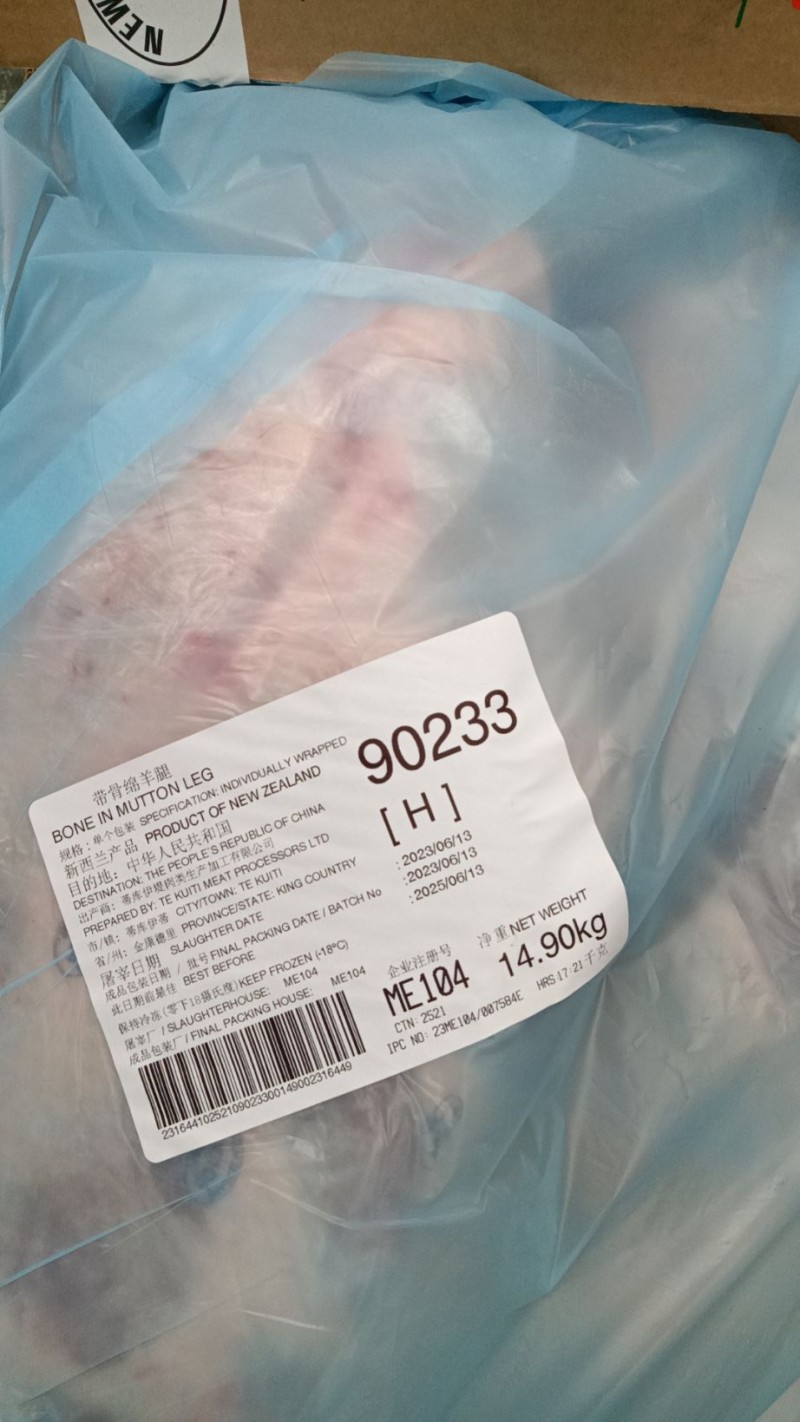 NEW
带骨绵羊腿
BONE IN MUTTON LEG
90233
规格：单个包装 SPECIFICATION: INDIVIDUALLY WRAPPED
新西兰产品 PRODUCT OF NEW ZEALAND
[ H ]
目的地：中华人民共和国
DESTINATION: THE PEOPLE'S REPUBLIC OF CHINA
出产商：蒂库伊煜肉类生产加工有限公司
PREPARED BY: TE KUITI MEAT PROCESSORS LTD
市/镇：蒂库伊蒂 CITY/TOWN: TE KUITI
省/州：金康德里 PROVINCE/STATE: KING COUNTRY
屠宰日期 SLAUGHTER DATE : 2023/06/13
成品包装日期 / 批号 FINAL PACKING DATE / BATCH No : 2023/06/13
此日期前最佳 BEST BEFORE : 2025/06/13
保持冷冻(零下18摄氏度) KEEP FROZEN (-18°C)
屠宰厂 / SLAUGHTERHOUSE: ME104
成品包装厂 / FINAL PACKING HOUSE: ME104
企业注册号
ME104
净重 NET WEIGHT
14.90kg
千克
CTN: 2521
HRS 17:21
IPC NO: 23ME104/007584E
23164410252109023300149002316449